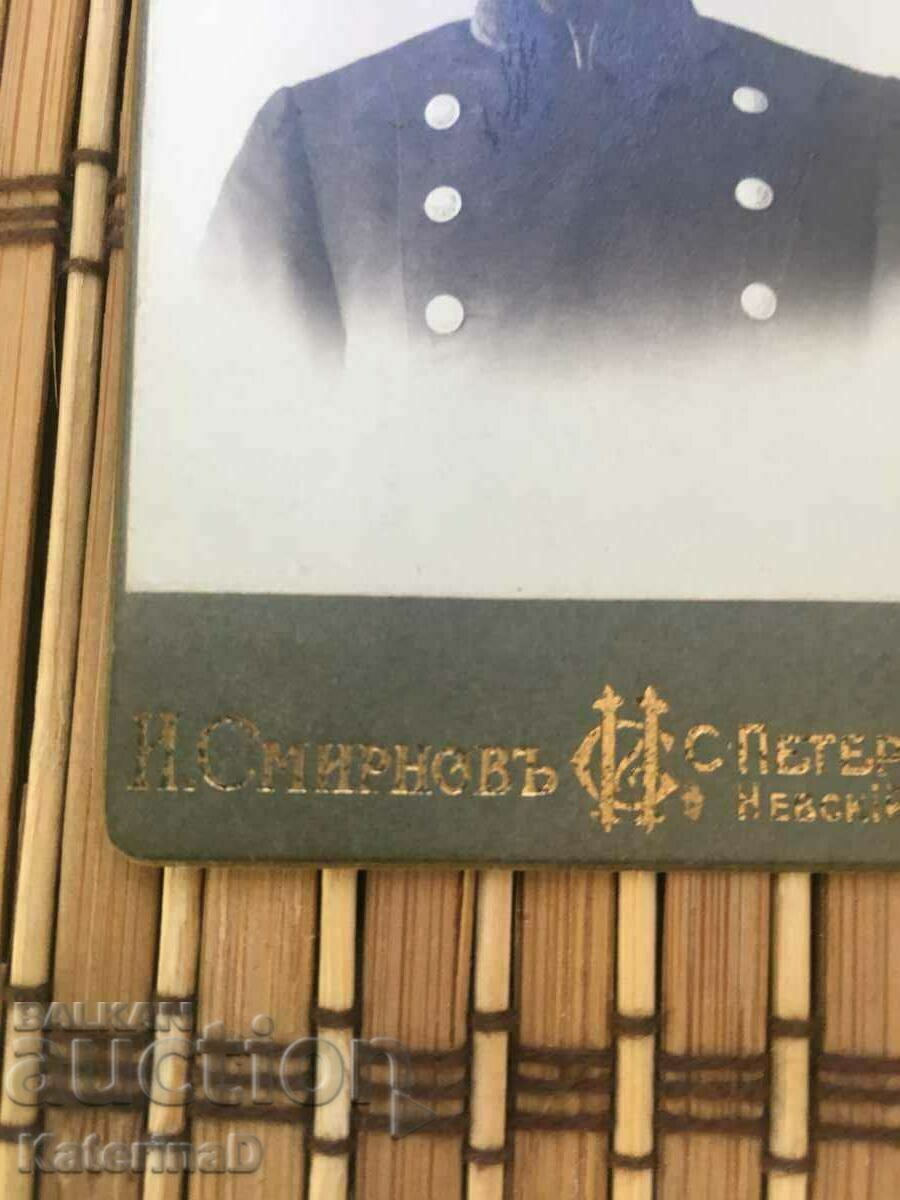 И. Смирновъ
С. Петер
Невскій
BALKAN
auction
KaterinaD